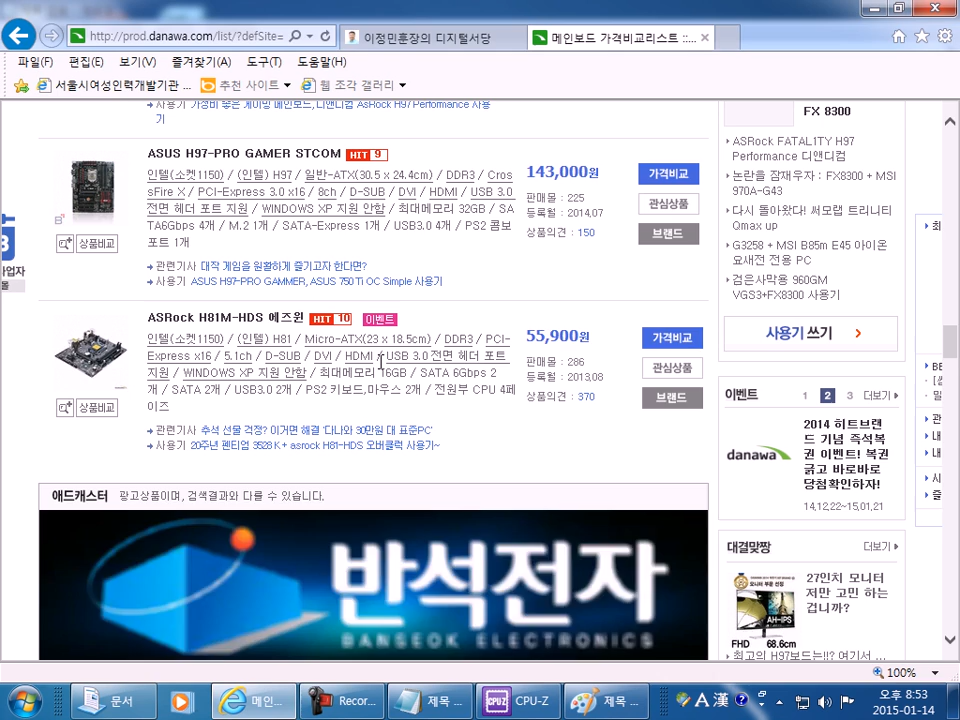 http://prod.danawa.com/list/?defSite=
이정민훈장의 디지털서당
메인보드 가격비교리스트 ::...
파일(F) 편집(E) 보기(V) 즐겨찾기(A) 도구(T) 도움말(H)
서울시여성인력개발기관 ... 추천 사이트 웹 조각 갤러리
사용기 가성비 좋은 게이밍 메인보드, 디앤디컴 AsRock H97 Performance 사용
기
ASUS H97-PRO GAMER STCOM HIT 9
인텔(소켓1150) / (인텔) H97 / 일반-ATX(30.5 x 24.4cm) / DDR3 / Cros
sFire X / PCI-Express 3.0 x16 / 8ch / D-SUB / DVI / HDMI / USB 3.0
전면 헤더 포트 지원 / WINDOWS XP 지원 안함 / 최대메모리 32GB / SA
TA6Gbps 4개 / M.2 1개 / SATA-Express 1개 / USB3.0 4개 / PS2 콤보
포트 1개
143,000원
판매몰 : 225
등록월 : 2014,07
상품의견 : 150
가격비교
관심상품
브랜드
상품비교
관련기사 대작 게임을 원활하게 즐기고자 한다면?
사용기 ASUS H97-PRO GAMMER, ASUS 750 Ti OC Simple 사용기
ASRock H81M-HDS 에즈윈 HIT 10 이벤트
인텔(소켓1150) / (인텔) H81 / Micro-ATX(23 x 18.5cm) / DDR3 / PCI-
Express x16 / 5.1ch / D-SUB / DVI / HDMI / USB 3.0 전면 헤더 포트
지원 / WINDOWS XP 지원 안함 / 최대메모리 16GB / SATA 6Gbps 2
개 / SATA 2개 / USB3.0 2개 / PS2 키보드,마우스 2개 / 전원부 CPU 4페
이즈
55,900원
판매몰 : 286
등록월 : 2013,08
상품의견 : 370
가격비교
관심상품
브랜드
상품비교
관련기사 추석 선물 걱정? 이거면 해결 '다나와 30만원 대 표준PC'
사용기 20주년 펜티엄 3528 K + asrock H81-HDS 오버클럭 사용기~
애드캐스터 광고상품이며, 검색결과와 다를 수 있습니다.
반석전자
BANSEOK ELECTRONICS
FX 8300
ASRock FATAL1TY H97
Performance 디앤디컴
논란을 잠재우자 : FX8300 + MSI
970A-G43
다시 돌아왔다! 써모랩 트리니티
Qmax up
G3258 + MSI B85m E45 아이온
요새전 전용 PC
검은사막용 960GM
VGS3+FX8300 사용기
사용기 쓰기
이벤트 1 2 3 더보기
danawa
2014 히트브랜
드 기념 즉석복
권 이벤트! 복권
긁고 바로바로
당첨확인하자!
14.12.22~15.01.21
대결맞짱 더보기
27인치 모니터
저만 고민 하는
겁니까?
AH-IPS
FHD 68.6cm
최고의 H97보드는!!? 여기서 ...
사업자
몰
100%
문서
메인...
Recor...
제목 ...
CPU-Z
제목 ...
A 漢
오후 8:53
2015-01-14